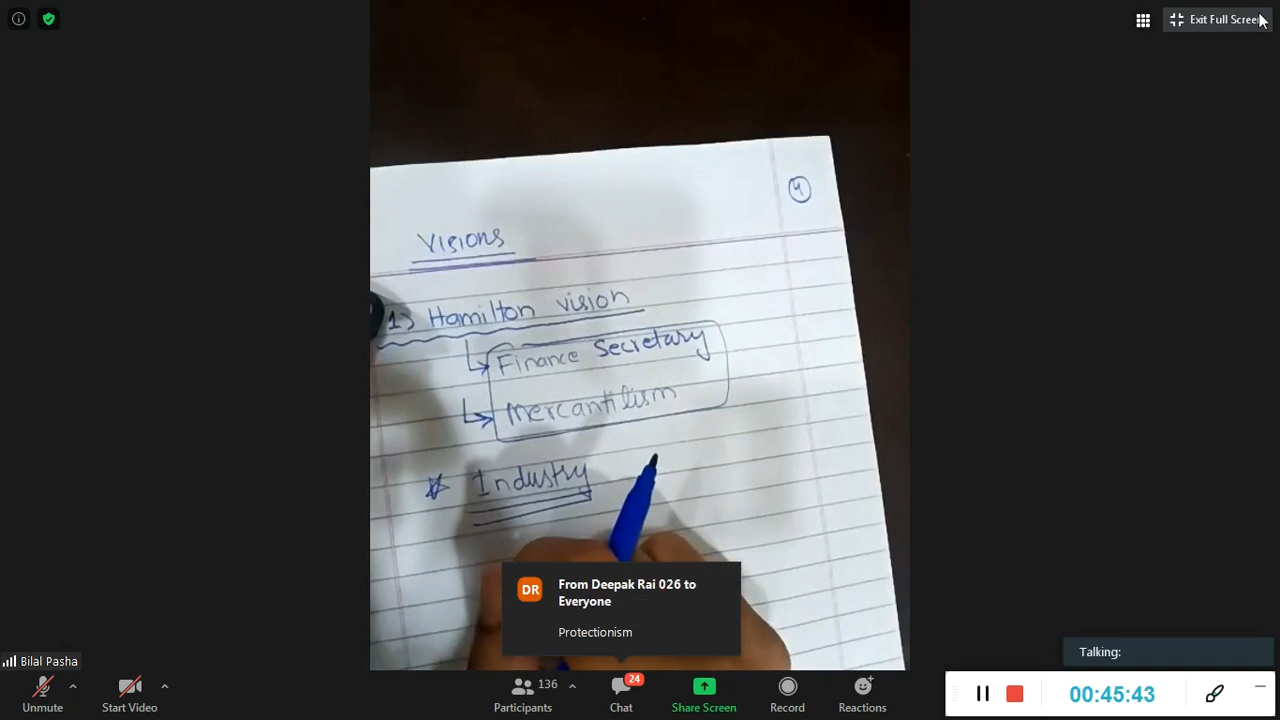 Exit Full Screen
4
Visions
1) Hamilton vision
Finance Secretary
Mercantilism
Industry
DR
From Deepak Rai 026 to
Everyone
Protectionism
Bilal Pasha
Talking:
Unmute
Start Video
136
Participants
24
Chat
Share Screen
Record
Reactions
00:45:43